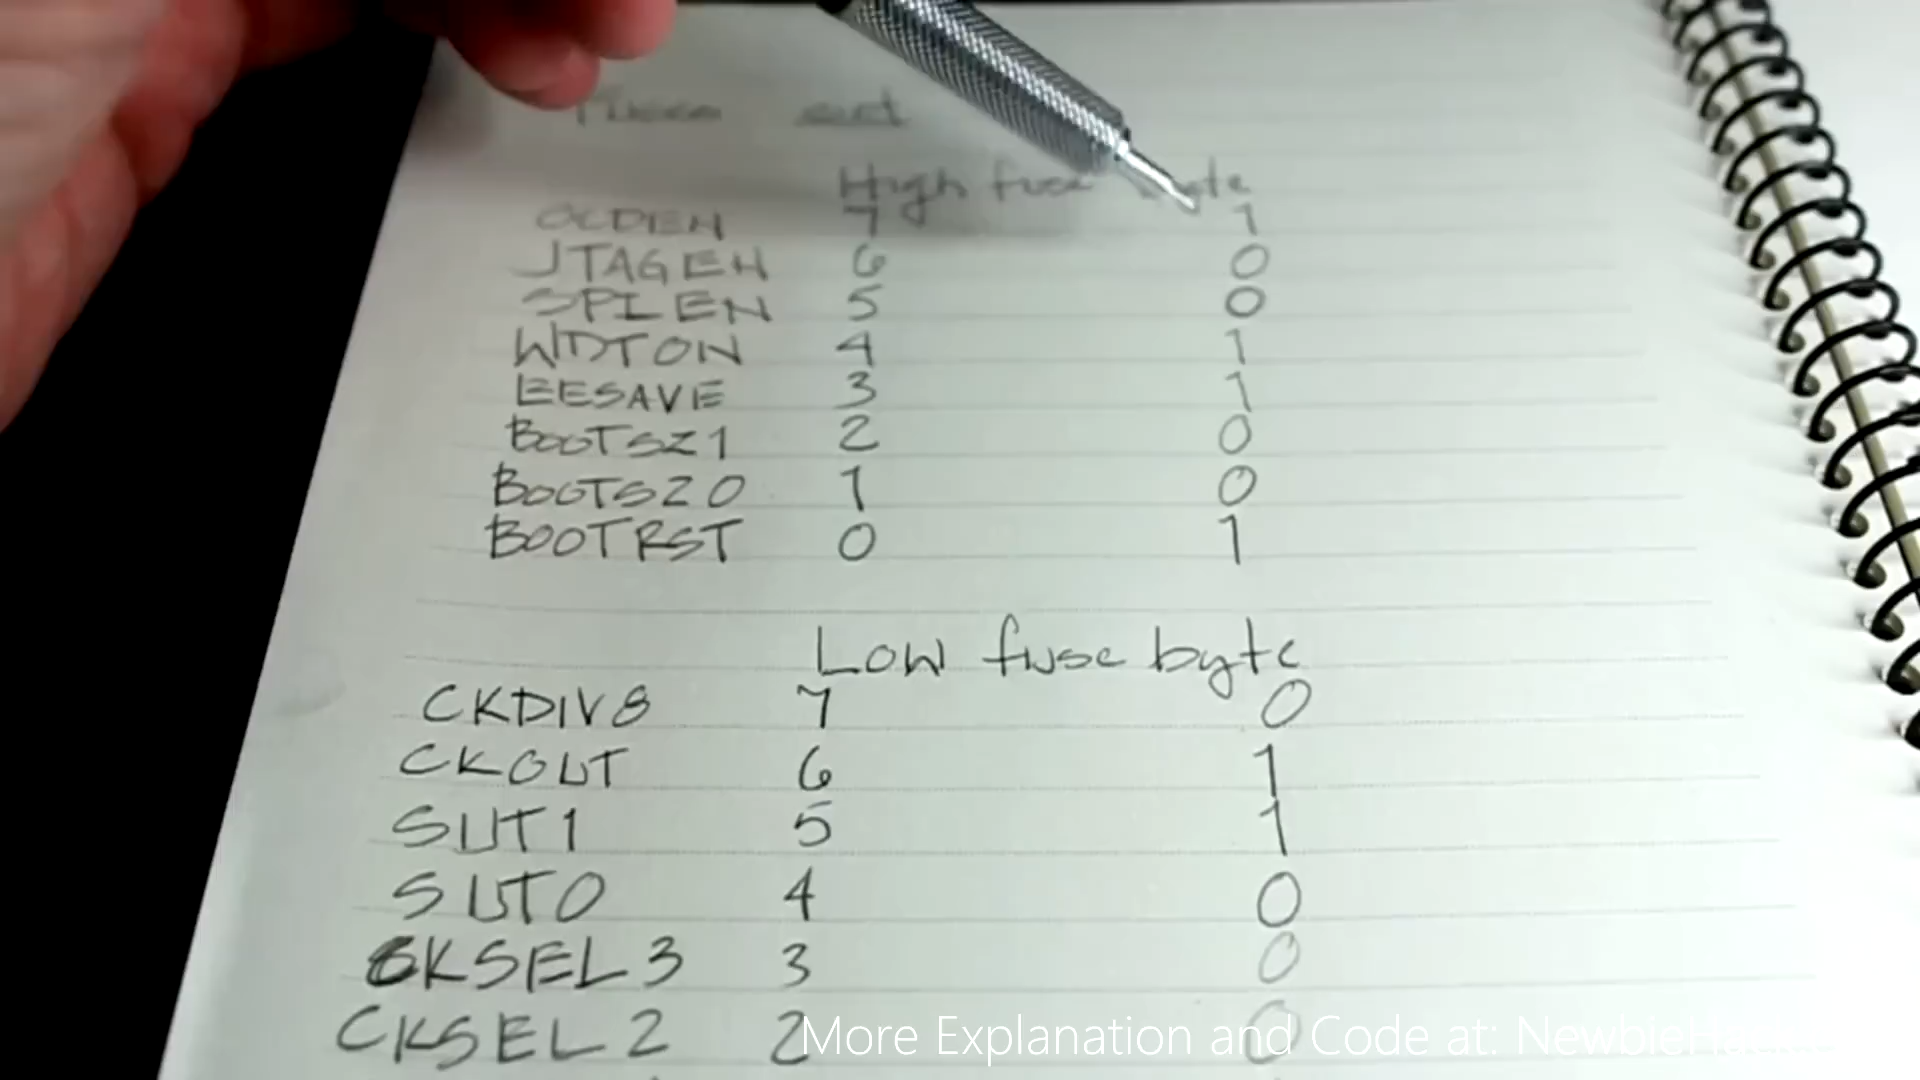 High fuse byte
OCDEN 7 1
JTAGEN 6 0
SPIEN 5 0
WDTON 4 1
EESAVE 3 1
BOOTSZ1 2 0
BOOTSZ0 1 0
BOOTRST 0 1
Low fuse byte
CKDIV8 7 0
CKOUT 6 1
SUT1 5 1
SUT0 4 0
CKSEL3 3 0
CKSEL2 2 0
More Explanation and Code at: